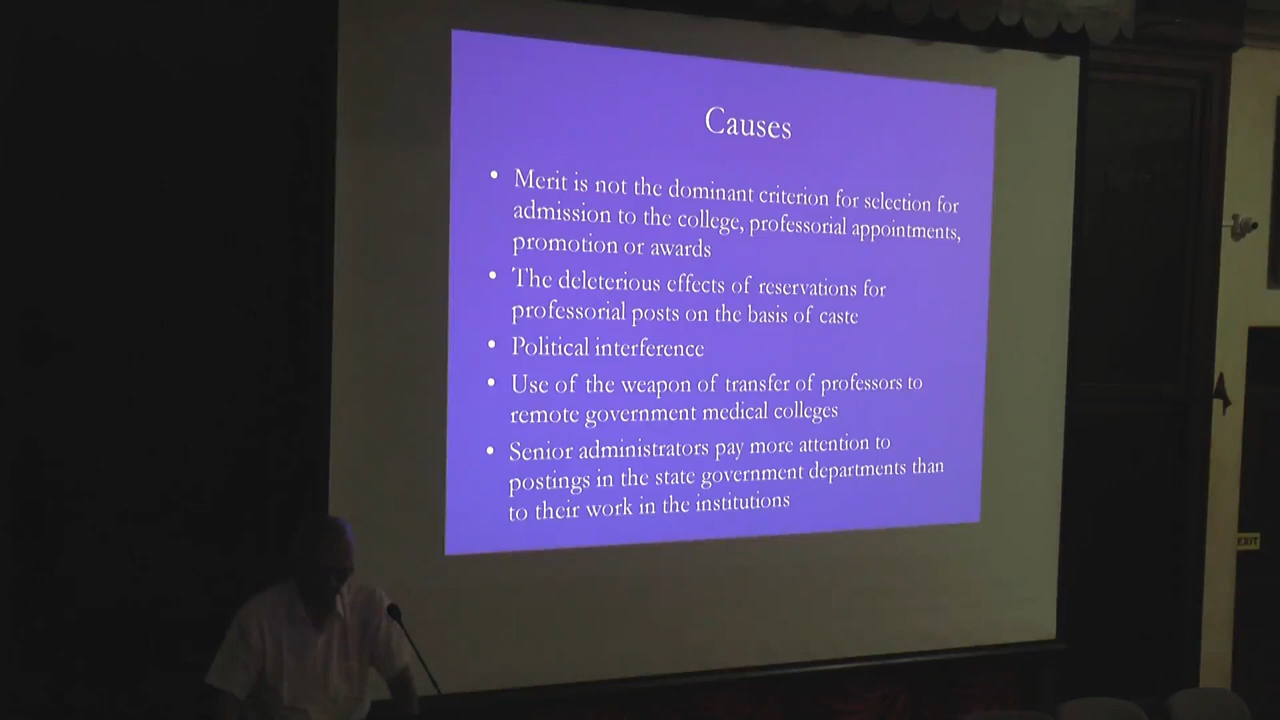 Causes
• Merit is not the dominant criterion for selection for
admission to the college, professorial appointments,
promotion or awards
• The deleterious effects of reservations for
professorial posts on the basis of caste
• Political interference
• Use of the weapon of transfer of professors to
remote government medical colleges
• Senior administrators pay more attention to
postings in the state government departments than
to their work in the institutions
EXIT